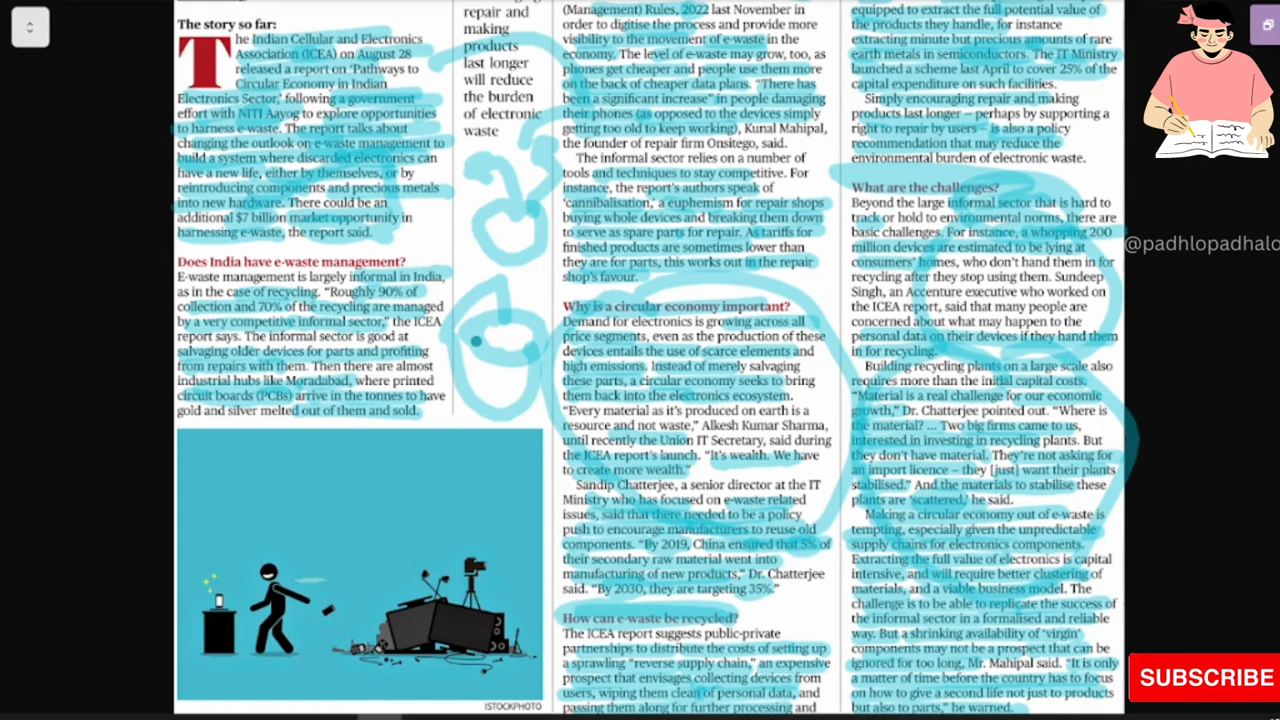 The story so far:
The Indian Cellular and Electronics
Association (ICEA) on August 28
released a report on ‘Pathways to
Circular Economy in Indian
Electronics Sector,’ following a government
effort with NITI Aayog to explore opportunities
to harness e-waste. The report talks about
changing the outlook on e-waste management to
build a system where discarded electronics can
have a new life, either by themselves, or by
reintroducing components and precious metals
into new hardware. There could be an
additional $7 billion market opportunity in
harnessing e-waste, the report said.
Does India have e-waste management?
E-waste management is largely informal in India,
as in the case of recycling. “Roughly 90% of
collection and 70% of the recycling are managed
by a very competitive informal sector,” the ICEA
report says. The informal sector is good at
salvaging older devices for parts and profiting
from repairs with them. Then there are almost
industrial hubs like Moradabad, where printed
circuit boards (PCBs) arrive in the tonnes to have
gold and silver melted out of them and sold.
ISTOCKPHOTO
repair and
making
products
last longer
will reduce
the burden
of electronic
waste
(Management) Rules, 2022 last November in
order to digitise the process and provide more
visibility to the movement of e-waste in the
economy. The level of e-waste may grow, too, as
phones get cheaper and people use them more
on the back of cheaper data plans. “There has
been a significant increase” in people damaging
their phones (as opposed to the devices simply
getting too old to keep working), Kunal Mahipal,
the founder of repair firm Onsitego, said.
The informal sector relies on a number of
tools and techniques to stay competitive. For
instance, the report’s authors speak of
‘cannibalisation,’ a euphemism for repair shops
buying whole devices and breaking them down
to serve as spare parts for repair. As tariffs for
finished products are sometimes lower than
they are for parts, this works out in the repair
shop’s favour.
Why is a circular economy important?
Demand for electronics is growing across all
price segments, even as the production of these
devices entails the use of scarce elements and
high emissions. Instead of merely salvaging
these parts, a circular economy seeks to bring
them back into the electronics ecosystem.
“Every material as it’s produced on earth is a
resource and not waste,” Alkesh Kumar Sharma,
until recently the Union IT Secretary, said during
the ICEA report’s launch. “It’s wealth. We have
to create more wealth.”
Sandip Chatterjee, a senior director at the IT
Ministry who has focused on e-waste related
issues, said that there needed to be a policy
push to encourage manufacturers to reuse old
components. “By 2019, China ensured that 5% of
their secondary raw material went into
manufacturing of new products,” Dr. Chatterjee
said. “By 2030, they are targeting 35%.”
How can e-waste be recycled?
The ICEA report suggests public-private
partnerships to distribute the costs of setting up
a sprawling “reverse supply chain,” an expensive
prospect that envisages collecting devices from
users, wiping them clean of personal data, and
passing them along for further processing and
equipped to extract the full potential value of
the products they handle, for instance
extracting minute but precious amounts of rare
earth metals in semiconductors. The IT Ministry
launched a scheme last April to cover 25% of the
capital expenditure on such facilities.
Simply encouraging repair and making
products last longer – perhaps by supporting a
right to repair by users – is also a policy
recommendation that may reduce the
environmental burden of electronic waste.
What are the challenges?
Beyond the large informal sector that is hard to
track or hold to environmental norms, there are
basic challenges. For instance, a whopping 200
million devices are estimated to be lying at
consumers’ homes, who don’t hand them in for
recycling after they stop using them. Sundeep
Singh, an Accenture executive who worked on
the ICEA report, said that many people are
concerned about what may happen to the
personal data on their devices if they hand them
in for recycling.
Building recycling plants on a large scale also
requires more than the initial capital costs.
“Material is a real challenge for our economic
growth,” Dr. Chatterjee pointed out. “Where is
the material? ... Two big firms came to us,
interested in investing in recycling plants. But
they don’t have material. They’re not asking for
an import licence – they [just] want their plants
stabilised.” And the materials to stabilise these
plants are ‘scattered,’ he said.
Making a circular economy out of e-waste is
tempting, especially given the unpredictable
supply chains for electronics components.
Extracting the full value of electronics is capital
intensive, and will require better clustering of
materials, and a viable business model. The
challenge is to be able to replicate the success of
the informal sector in a formalised and reliable
way. But a shrinking availability of ‘virgin’
components may not be a prospect that can be
ignored for too long, Mr. Mahipal said. “It is only
a matter of time before the country has to focus
on how to give a second life not just to products
but also to parts,” he warned.
@padhlopadhalo
SUBSCRIBE